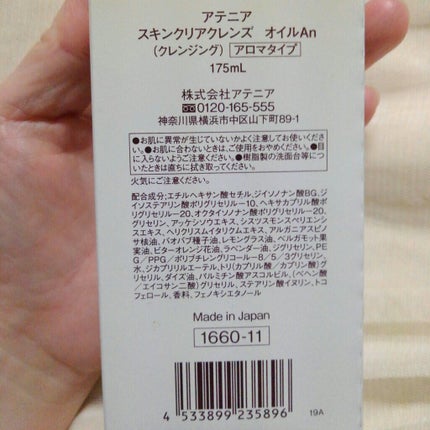 アテニア
スキンクリアクレンズ オイルAn
(クレンジング) アロマタイプ
175mL
株式会社アテニア
☎0120-165-555
神奈川県横浜市中区山下町89-1
●お肌に異常が生じていないかよく注意してお使いくださ
い。●お肌に合わないときは、ご使用をおやめください。●目
に入らないようご注意ください。●樹脂製の洗面台等につ
いたときは直ちに拭き取ってください。
火気にご注意ください。
配合成分:エチルヘキサン酸セチル、ジイソノナン酸BG、ジ
イソステアリン酸ポリグリセリル-10、ヘキサカプリル酸ポ
リグリセリル-20、オクタイソノナン酸ポリグリセリル-20、
グリセリン、アッケシソウエキス、シスツスモンスペリエンシ
スエキス、ヘリクリスムイタリクムエキス、アルガニアスピノ
サ核油、バオバブ種子油、レモングラス油、ベルガモット果
実油、ビターオレンジ花油、ラベンダー油、ジグリセリン、PE
G/PPG/ポリブチレングリコール-8/5/3グリセリン、
水、ジカプリリルエーテル、トリ(カプリル酸/カプリン酸)グ
リセリル、ダイズ油、パルミチン酸アスコルビル、(ベヘン酸
/エイコサン二酸)グリセリル、ステアリン酸イヌリン、トコ
フェロール、香料、フェノキシエタノール
Made in Japan
1660-11
4 533899 235896
19A